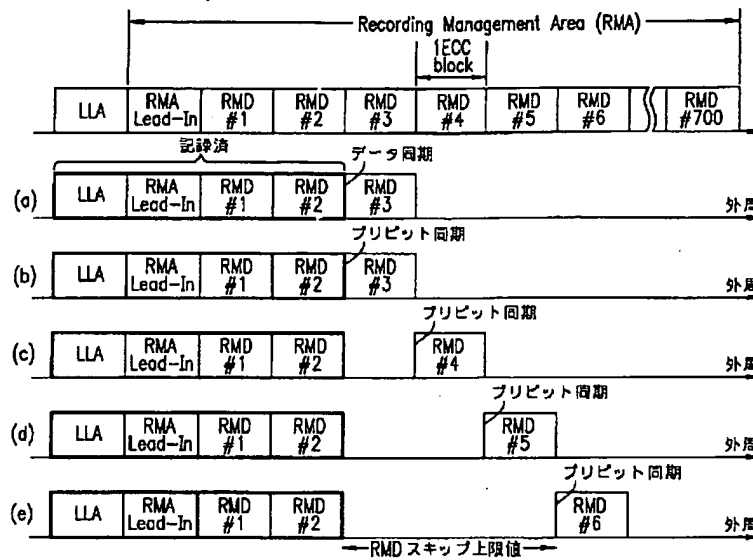 Recording Management Area (RMA)
1ECC
block
LLA
RMA
Lead-In
RMD
#1
RMD
#2
RMD
#3
RMD
#4
RMD
#5
RMD
#6
RMD
#700
記録済
データ同期
(a)
LLA
RMA
Lead-In
RMD
#1
RMD
#2
RMD
#3
外周
プリピット同期
(b)
LLA
RMA
Lead-In
RMD
#1
RMD
#2
RMD
#3
外周
プリピット同期
(c)
LLA
RMA
Lead-In
RMD
#1
RMD
#2
RMD
#4
外周
プリピット同期
(d)
LLA
RMA
Lead-In
RMD
#1
RMD
#2
RMD
#5
外周
プリピット同期
(e)
LLA
RMA
Lead-In
RMD
#1
RMD
#2
RMD
#6
外周
RMDスキップ上限値